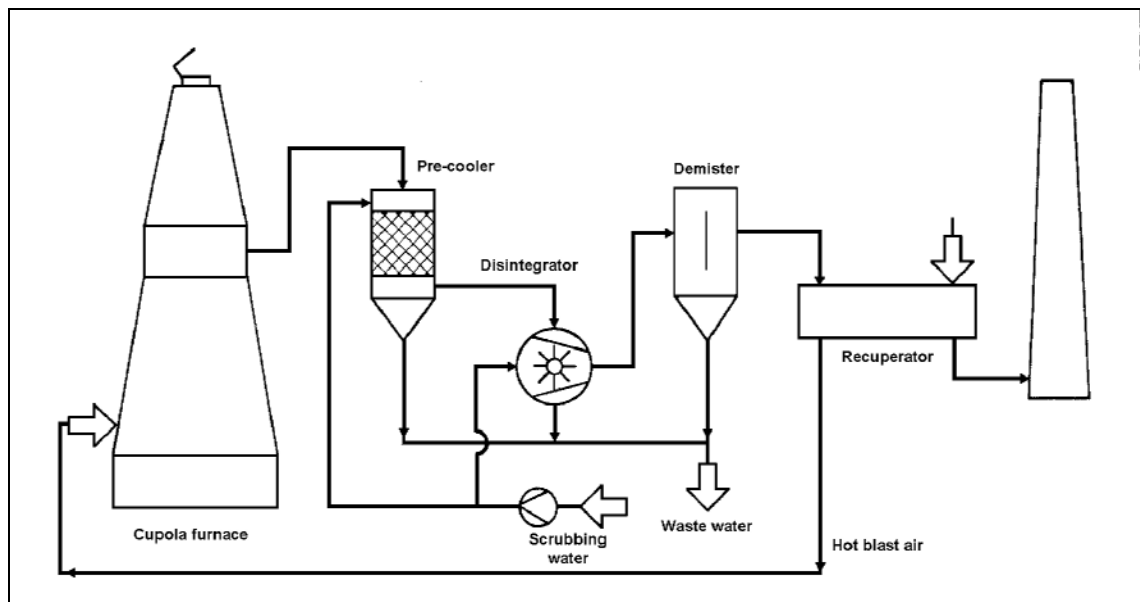 Pre-cooler
Demister
Disintegrator
Recuperator
Cupola furnace
Scrubbing
water
Waste water
Hot blast air